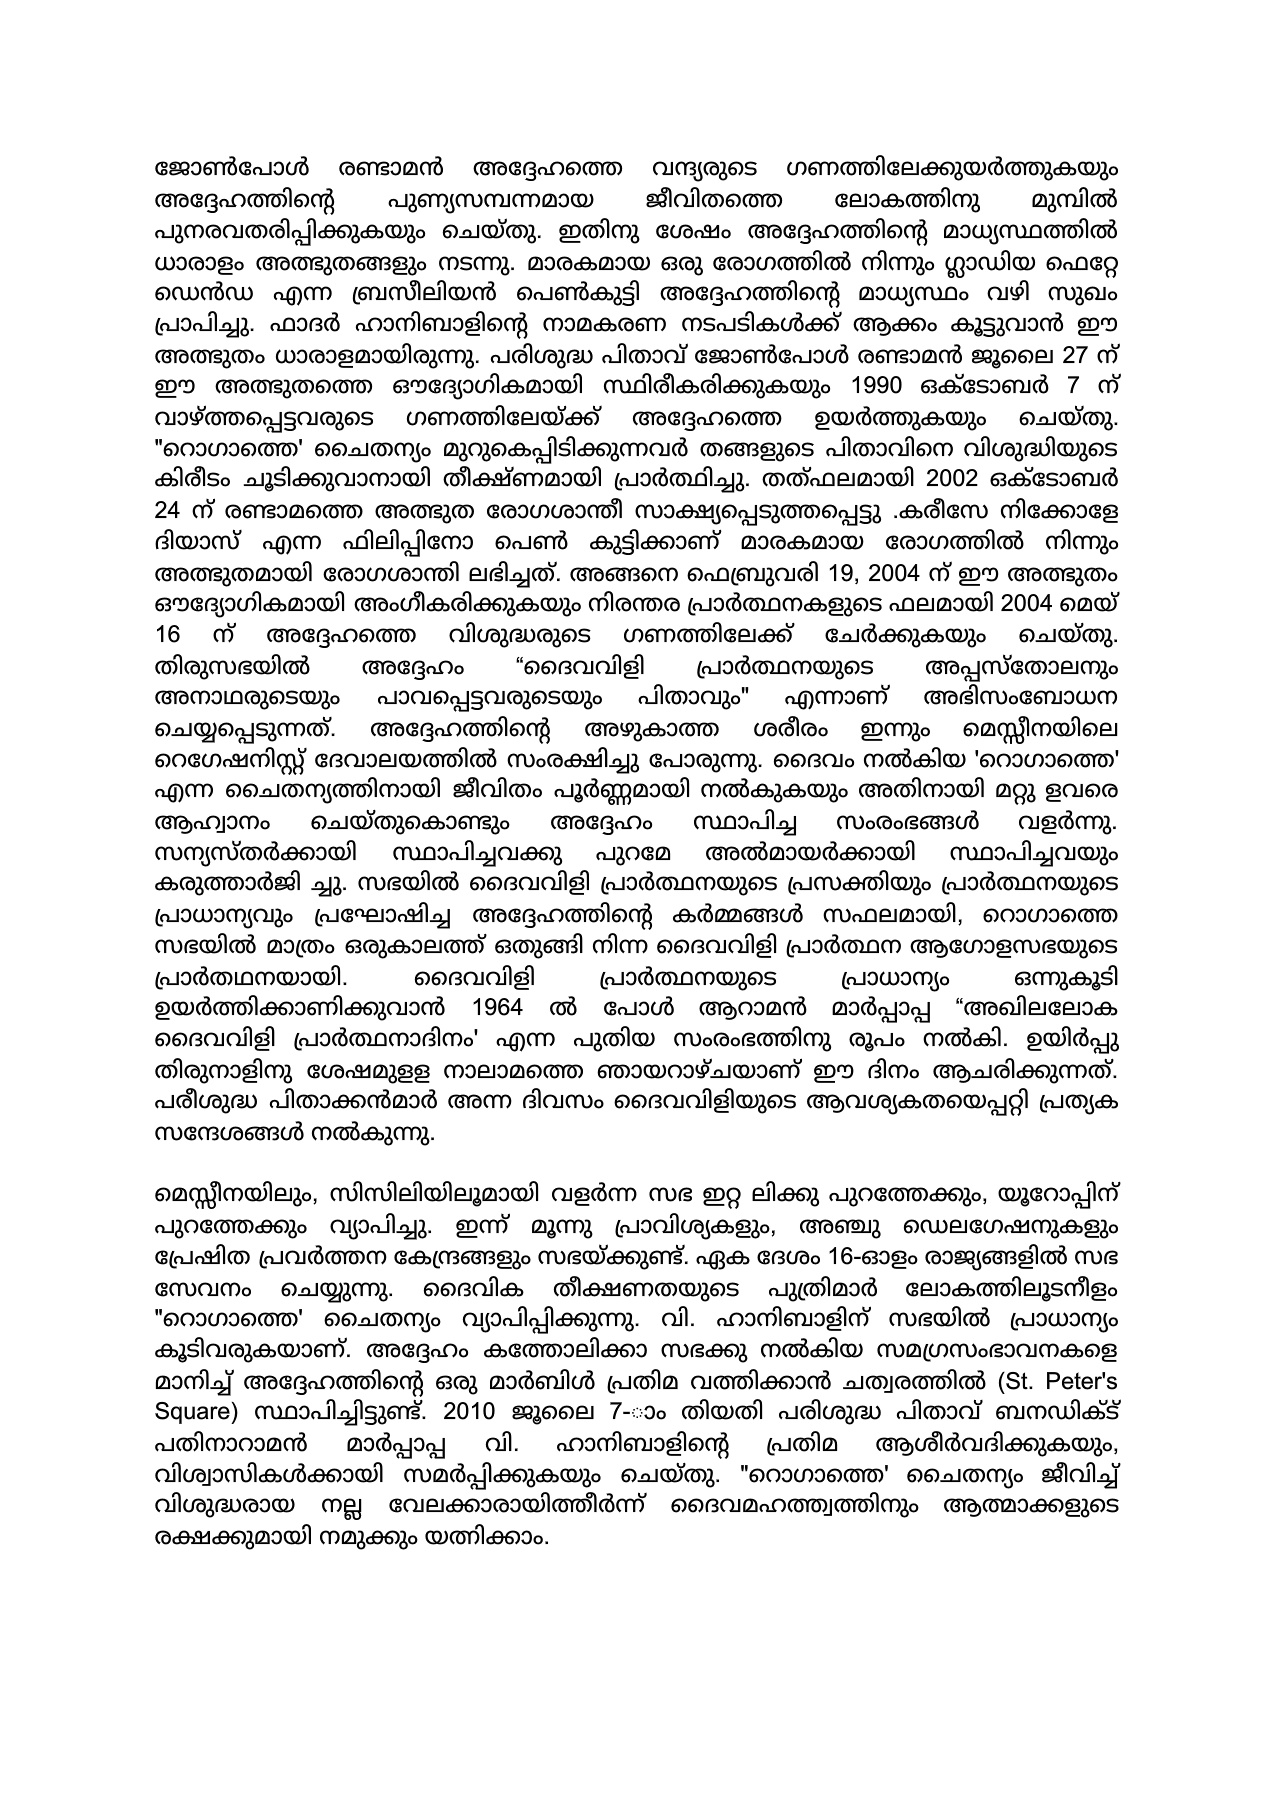 ജോൺപോൾ രണ്ടാമൻ അദ്ദേഹത്തെ വന്ദ്യരുടെ ഗണത്തിലേക്കുയർത്തുകയും
അദ്ദേഹത്തിന്റെ പുണ്യസമ്പന്നമായ ജീവിതത്തെ ലോകത്തിനു മുമ്പിൽ
പുനരവതരിപ്പിക്കുകയും ചെയ്തു. ഇതിനു ശേഷം അദ്ദേഹത്തിന്റെ മാധ്യസ്ഥത്തിൽ
ധാരാളം അത്ഭുതങ്ങളും നടന്നു. മാരകമായ ഒരു രോഗത്തിൽ നിന്നും ഗ്ലാഡിയ ഫെറ്റേ
ഡെൻഡ എന്ന ബ്രസീലിയൻ പെൺകുട്ടി അദ്ദേഹത്തിന്റെ മാധ്യസ്ഥം വഴി സുഖം
പ്രാപിച്ചു. ഫാദർ ഹാനിബാളിന്റെ നാമകരണ നടപടികൾക്ക് ആക്കം കൂട്ടുവാൻ ഈ
അത്ഭുതം ധാരാളമായിരുന്നു. പരിശുദ്ധ പിതാവ് ജോൺപോൾ രണ്ടാമൻ ജൂലൈ 27 ന്
ഈ അത്ഭുതത്തെ ഔദ്യോഗികമായി സ്ഥിരീകരിക്കുകയും 1990 ഒക്ടോബർ 7 ന്
വാഴ്ത്തപ്പെട്ടവരുടെ ഗണത്തിലേയ്ക്ക് അദ്ദേഹത്തെ ഉയർത്തുകയും ചെയ്തു.
"റൊഗാത്തെ' ചൈതന്യം മുറുകെപ്പിടിക്കുന്നവർ തങ്ങളുടെ പിതാവിനെ വിശുദ്ധിയുടെ
കിരീടം ചൂടിക്കുവാനായി തീക്ഷ്ണമായി പ്രാർത്ഥിച്ചു. തത്ഫലമായി 2002 ഒക്ടോബർ
24 ന് രണ്ടാമത്തെ അത്ഭുത രോഗശാന്തീ സാക്ഷ്യപ്പെടുത്തപ്പെട്ടു .കരീസേ നിക്കോളേ
ദിയാസ് എന്ന ഫിലിപ്പിനോ പെൺ കുട്ടിക്കാണ് മാരകമായ രോഗത്തിൽ നിന്നും
അത്ഭുതമായി രോഗശാന്തി ലഭിച്ചത്. അങ്ങനെ ഫെബ്രുവരി 19, 2004 ന് ഈ അത്ഭുതം
ഔദ്യോഗികമായി അംഗീകരിക്കുകയും നിരന്തര പ്രാർത്ഥനകളുടെ ഫലമായി 2004 മെയ്
16 ന് അദ്ദേഹത്തെ വിശുദ്ധരുടെ ഗണത്തിലേക്ക് ചേർക്കുകയും ചെയ്തു.
തിരുസഭയിൽ അദ്ദേഹം “ദൈവവിളി പ്രാർത്ഥനയുടെ അപ്പസ്തോലനും
അനാഥരുടെയും പാവപ്പെട്ടവരുടെയും പിതാവും" എന്നാണ് അഭിസംബോധന
ചെയ്യപ്പെടുന്നത്. അദ്ദേഹത്തിന്റെ അഴുകാത്ത ശരീരം ഇന്നും മെസ്സീനയിലെ
റെഗേഷനിസ്റ്റ് ദേവാലയത്തിൽ സംരക്ഷിച്ചു പോരുന്നു. ദൈവം നൽകിയ 'റൊഗാത്തെ'
എന്ന ചൈതന്യത്തിനായി ജീവിതം പൂർണ്ണമായി നൽകുകയും അതിനായി മറ്റു ളവരെ
ആഹ്വാനം ചെയ്തുകൊണ്ടും അദ്ദേഹം സ്ഥാപിച്ച സംരംഭങ്ങൾ വളർന്നു.
സന്യസ്തർക്കായി സ്ഥാപിച്ചവക്കു പുറമേ അൽമായർക്കായി സ്ഥാപിച്ചവയും
കരുത്താർജി ച്ചു. സഭയിൽ ദൈവവിളി പ്രാർത്ഥനയുടെ പ്രസക്തിയും പ്രാർത്ഥനയുടെ
പ്രാധാന്യവും പ്രഘോഷിച്ച അദ്ദേഹത്തിന്റെ കർമ്മങ്ങൾ സഫലമായി, റൊഗാത്തെ
സഭയിൽ മാത്രം ഒരുകാലത്ത് ഒതുങ്ങി നിന്ന ദൈവവിളി പ്രാർത്ഥന ആഗോളസഭയുടെ
പ്രാർതഥനയായി. ദൈവവിളി പ്രാർത്ഥനയുടെ പ്രാധാന്യം ഒന്നുകൂടി
ഉയർത്തിക്കാണിക്കുവാൻ 1964 ൽ പോൾ ആറാമൻ മാർപ്പാപ്പ “അഖിലലോക
ദൈവവിളി പ്രാർത്ഥനാദിനം' എന്ന പുതിയ സംരംഭത്തിനു രൂപം നൽകി. ഉയിർപ്പു
തിരുനാളിനു ശേഷമുളള നാലാമത്തെ ഞായറാഴ്ചയാണ് ഈ ദിനം ആചരിക്കുന്നത്.
പരീശുദ്ധ പിതാക്കൻമാർ അന്ന ദിവസം ദൈവവിളിയുടെ ആവശ്യകതയെപ്പറ്റി പ്രത്യക
സന്ദേശങ്ങൾ നൽകുന്നു.
മെസ്സീനയിലും, സിസിലിയിലൂമായി വളർന്ന സഭ ഇറ്റ ലിക്കു പുറത്തേക്കും, യൂറോപ്പിന്
പുറത്തേക്കും വ്യാപിച്ചു. ഇന്ന് മൂന്നു പ്രാവിശ്യകളും, അഞ്ചു ഡെലഗേഷനുകളും
പ്രേഷിത പ്രവർത്തന കേന്ദ്രങ്ങളും സഭയ്ക്കുണ്ട്. ഏക ദേശം 16-ഓളം രാജ്യങ്ങളിൽ സഭ
സേവനം ചെയ്യുന്നു. ദൈവിക തീക്ഷണതയുടെ പുത്രിമാർ ലോകത്തിലൂടനീളം
"റൊഗാത്തെ' ചൈതന്യം വ്യാപിപ്പിക്കുന്നു. വി. ഹാനിബാളിന് സഭയിൽ പ്രാധാന്യം
കൂടിവരുകയാണ്. അദ്ദേഹം കത്തോലിക്കാ സഭക്കു നൽകിയ സമഗ്രസംഭാവനകളെ
മാനിച്ച് അദ്ദേഹത്തിന്റെ ഒരു മാർബിൾ പ്രതിമ വത്തിക്കാൻ ചത്വരത്തിൽ (St. Peter's
Square) സ്ഥാപിച്ചിട്ടുണ്ട്. 2010 ജൂലൈ 7-ാം തിയതി പരിശുദ്ധ പിതാവ് ബനഡിക്ട്
പതിനാറാമൻ മാർപ്പാപ്പ വി. ഹാനിബാളിന്റെ പ്രതിമ ആശീർവദിക്കുകയും,
വിശ്വാസികൾക്കായി സമർപ്പിക്കുകയും ചെയ്തു. "റൊഗാത്തെ' ചൈതന്യം ജീവിച്ച്
വിശുദ്ധരായ നല്ല വേലക്കാരായിത്തീർന്ന് ദൈവമഹത്ത്വത്തിനും ആത്മാക്കളുടെ
രക്ഷക്കുമായി നമുക്കും യത്നിക്കാം.